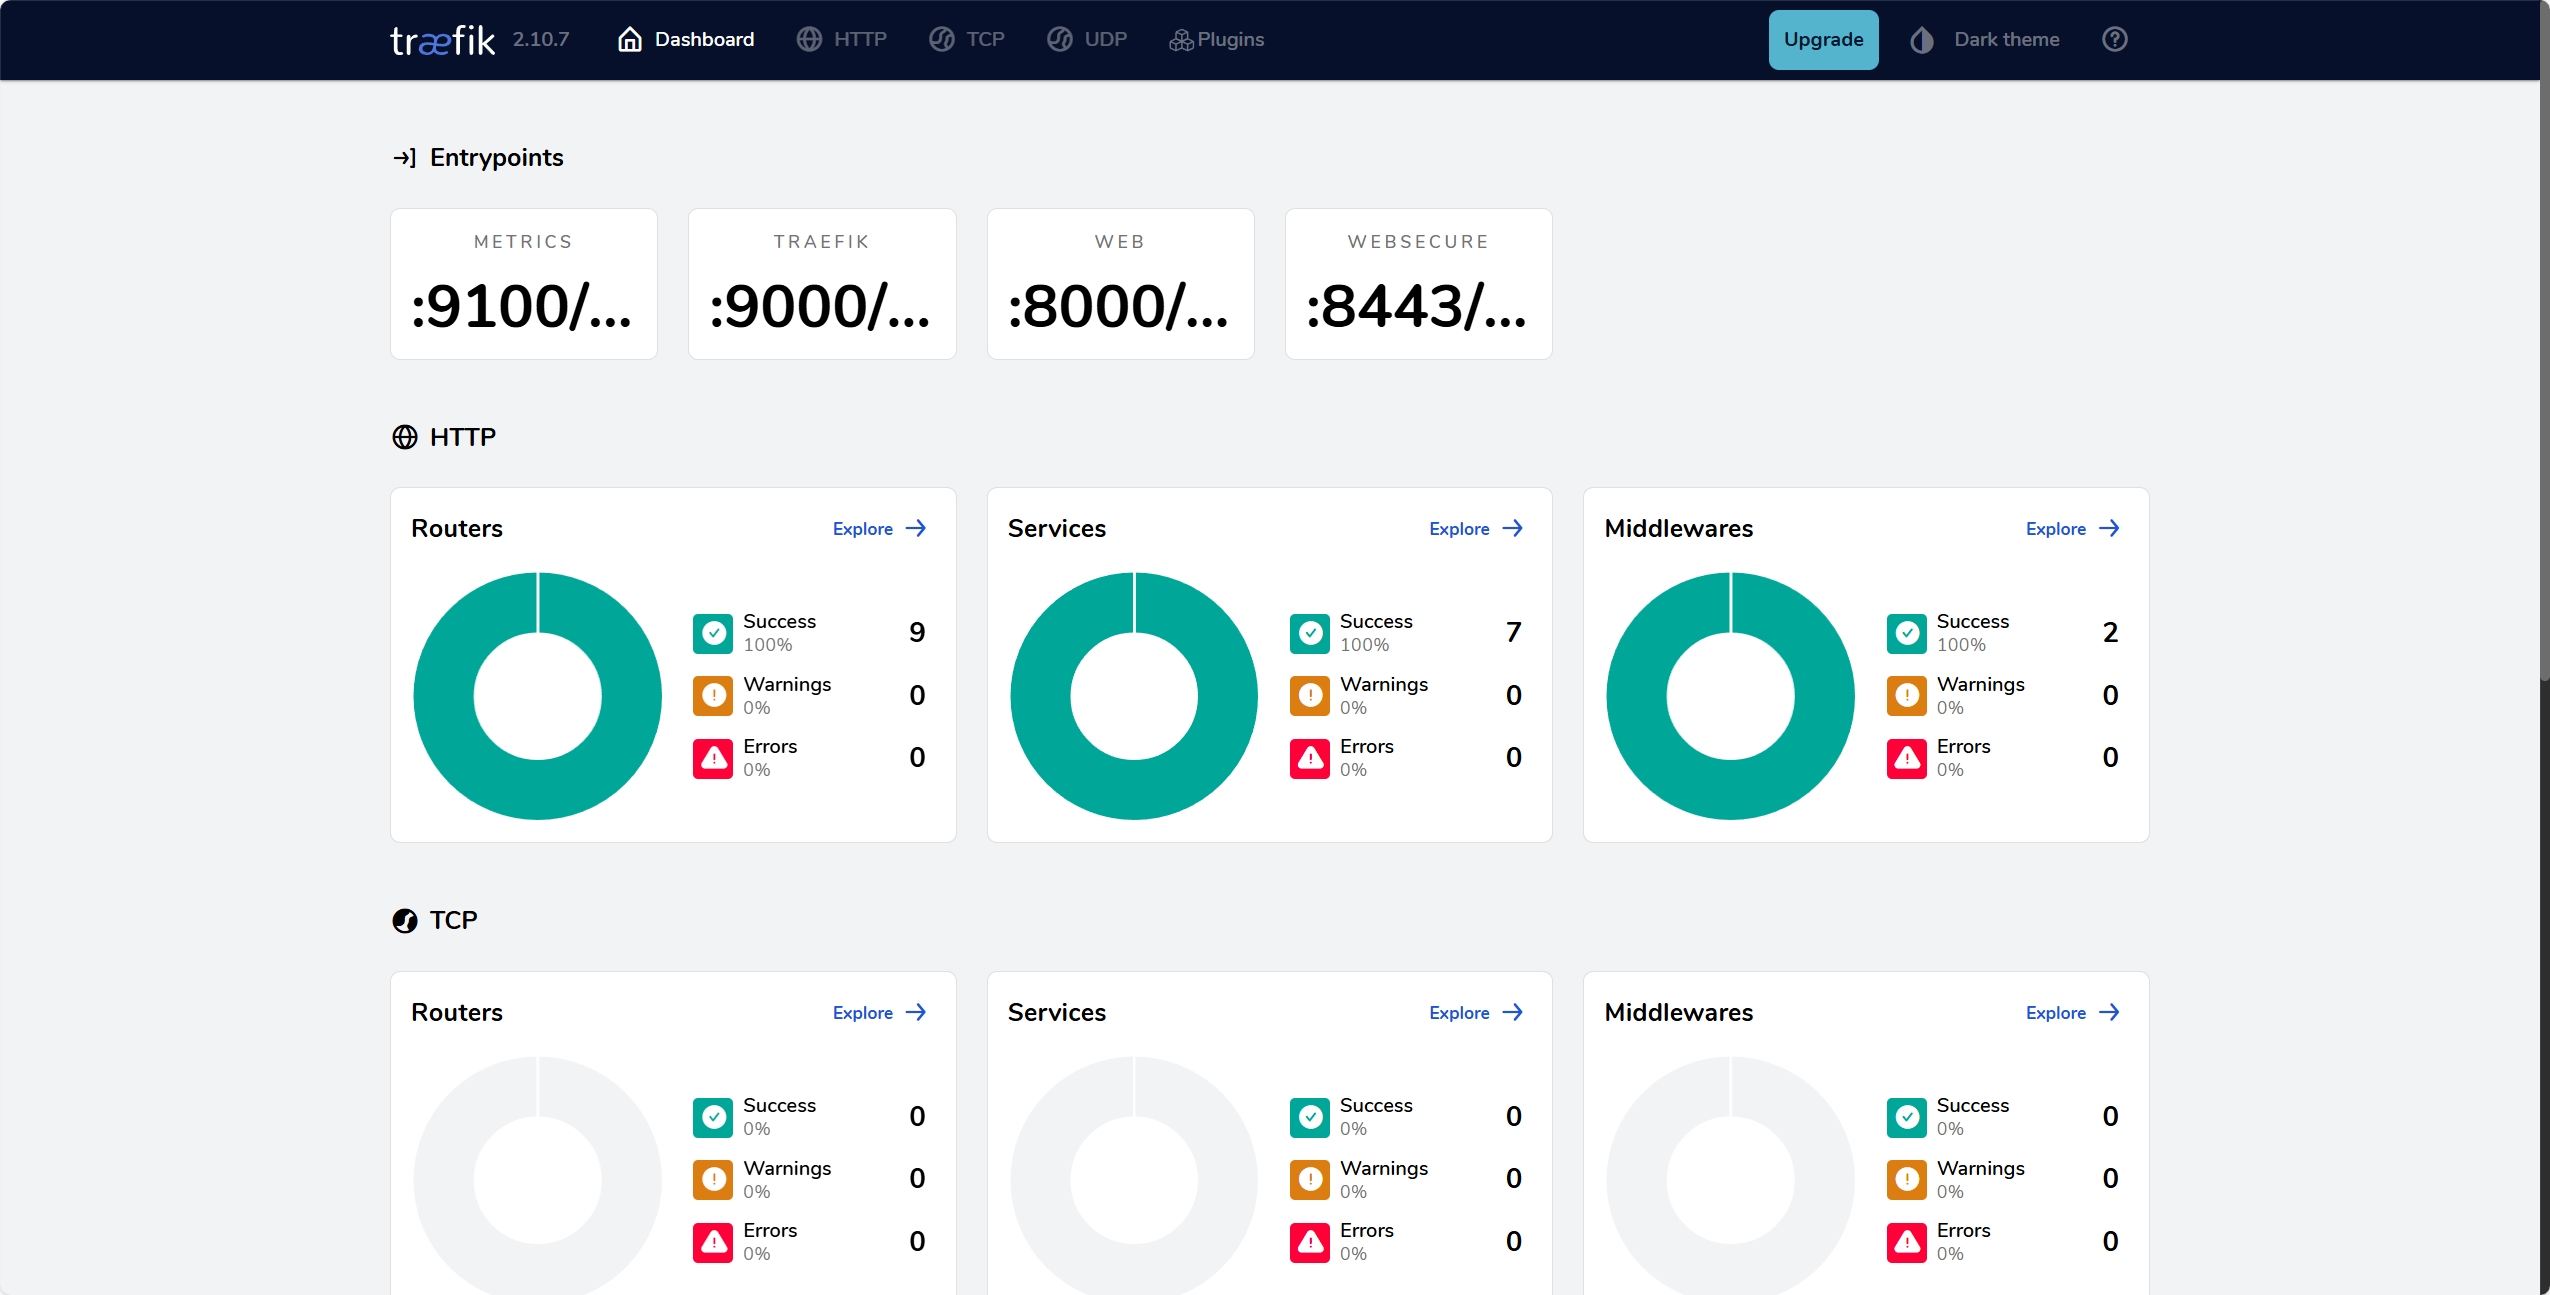 træfik 2.10.7 Dashboard HTTP TCP UDP Plugins Upgrade Dark theme
Entrypoints
METRICS TRAEFIK WEB WEBSECURE
:9100/... :9000/... :8000/... :8443/...
HTTP
Routers Explore Services Explore Middlewares Explore
Success 9 Success 7 Success 2
100% 100% 100%
Warnings 0 Warnings 0 Warnings 0
0% 0% 0%
Errors 0 Errors 0 Errors 0
0% 0% 0%
TCP
Routers Explore Services Explore Middlewares Explore
Success 0 Success 0 Success 0
0% 0% 0%
Warnings 0 Warnings 0 Warnings 0
0% 0% 0%
Errors 0 Errors 0 Errors 0
0% 0% 0%